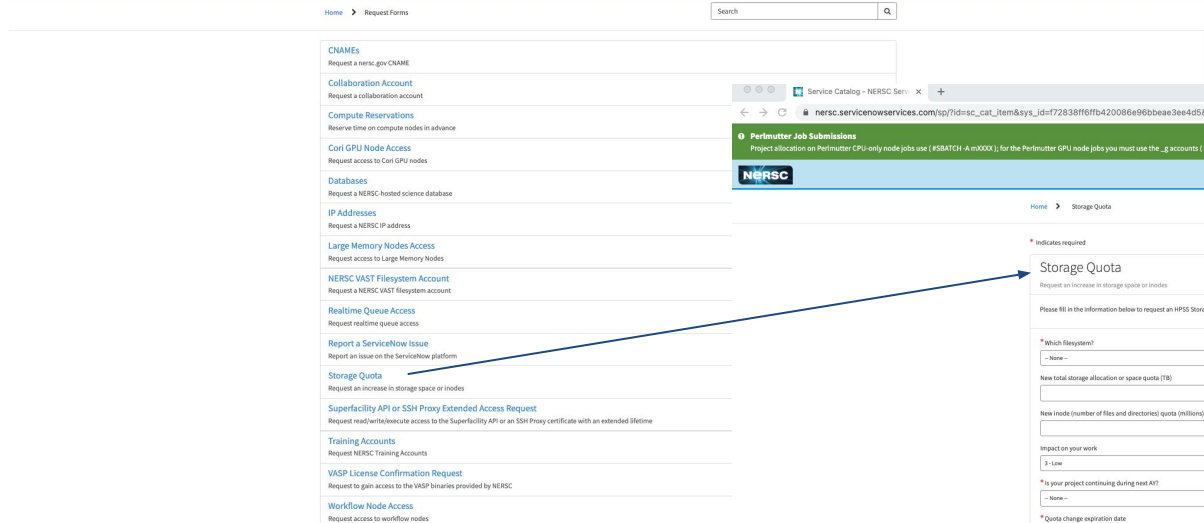 Home > Request Forms
Search
CNAMEs
Request a nersc.gov CNAME
Collaboration Account
Request a collaboration account
Compute Reservations
Reserve time on compute nodes in advance
Cori GPU Node Access
Request access to Cori GPU nodes
Databases
Request a NERSC-hosted science database
IP Addresses
Request a NERSC IP address
Large Memory Nodes Access
Request access to Large Memory Nodes
NERSC VAST Filesystem Account
Request a NERSC VAST filesystem account
Realtime Queue Access
Request realtime queue access
Report a ServiceNow Issue
Report an issue on the ServiceNow platform
Storage Quota
Request an increase in storage space or inodes
Superfacility API or SSH Proxy Extended Access Request
Request read/write/execute access to the Superfacility API or an SSH Proxy certificate with an extended lifetime
Training Accounts
Request NERSC Training Accounts
VASP License Confirmation Request
Request to gain access to the VASP binaries provided by NERSC
Workflow Node Access
Request access to workflow nodes
Service Catalog - NERSC Serv
nersc.servicenowservices.com/sp/?id=sc_cat_item&sys_id=f72838ff6ffb420086e96bbeae3ee4d5&
Perlmutter Job Submissions
Project allocation on Perlmutter CPU-only node jobs use ( #SBATCH -A mXXXX ); for the Perlmutter GPU node jobs you must use the _g accounts (
NERSC
Home > Storage Quota
* Indicates required
Storage Quota
Request an increase in storage space or inodes
Please fill in the information below to request an HPSS Stora
* Which filesystem?
-- None --
New total storage allocation or space quota (TB)
New inode (number of files and directories) quota (millions)
Impact on your work
3 - Low
* Is your project continuing during next AY?
-- None --
* Quota change expiration date